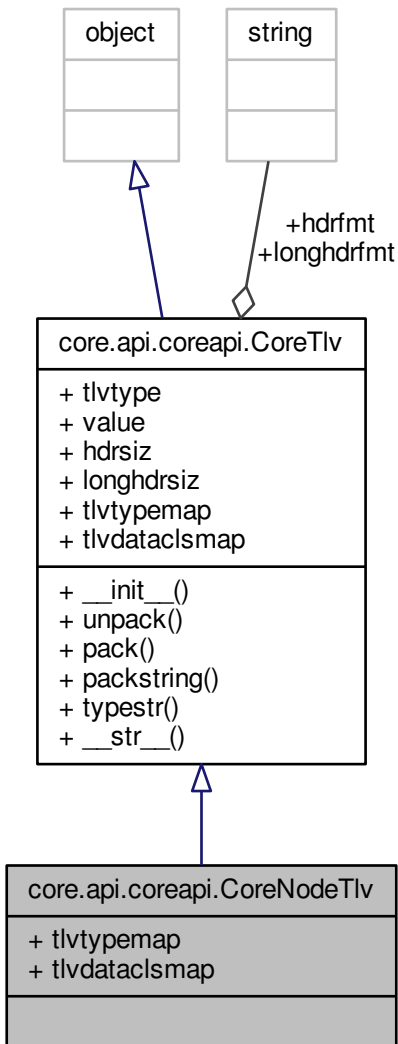 object
string
+hdrfmt
+longhdrfmt
core.api.coreapi.CoreTlv
+ tlvtype
+ value
+ hdrsiz
+ longhdrsiz
+ tlvtypemap
+ tlvdataclsmap
+ __init__()
+ unpack()
+ pack()
+ packstring()
+ typestr()
+ __str__()
core.api.coreapi.CoreNodeTlv
+ tlvtypemap
+ tlvdataclsmap